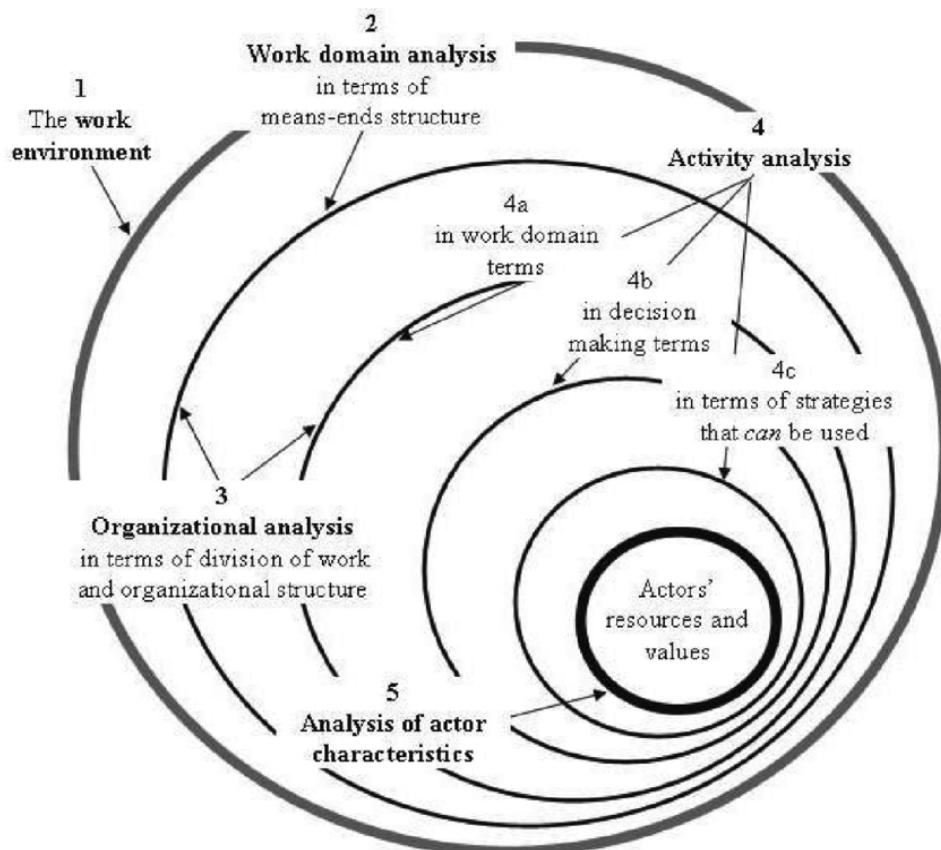 1
The work
environment
2
Work domain analysis
in terms of
means-ends structure
4
Activity analysis
4a
in work domain
terms
4b
in decision
making terms
4c
in terms of strategies
that can be used
3
Organizational analysis
in terms of division of work
and organizational structure
Actors'
resources and
values
5
Analysis of actor
characteristics